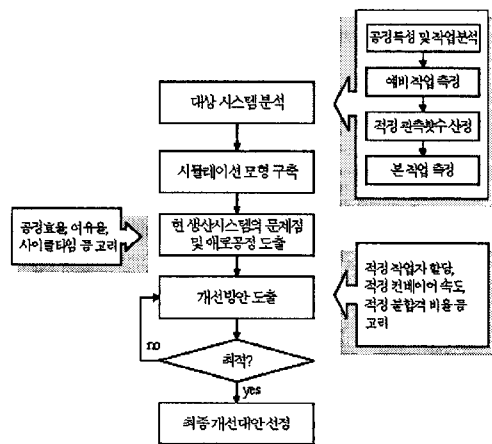 공정특성 및 작업분석
예비 작업 측정
적정 관측횟수 산정
본 작업 측정
대상 시스템 분석
시뮬레이션 모형 구축
공정효율, 여유율,
사이클타임 등 고려
현 생산시스템의 문제점
및 애로공정 도출
개선방안 도출
적정 작업자 할당,
적정 컨베이어 속도,
적정 불합격 비율 등
고려
no
최적?
yes
최종 개선대안 선정